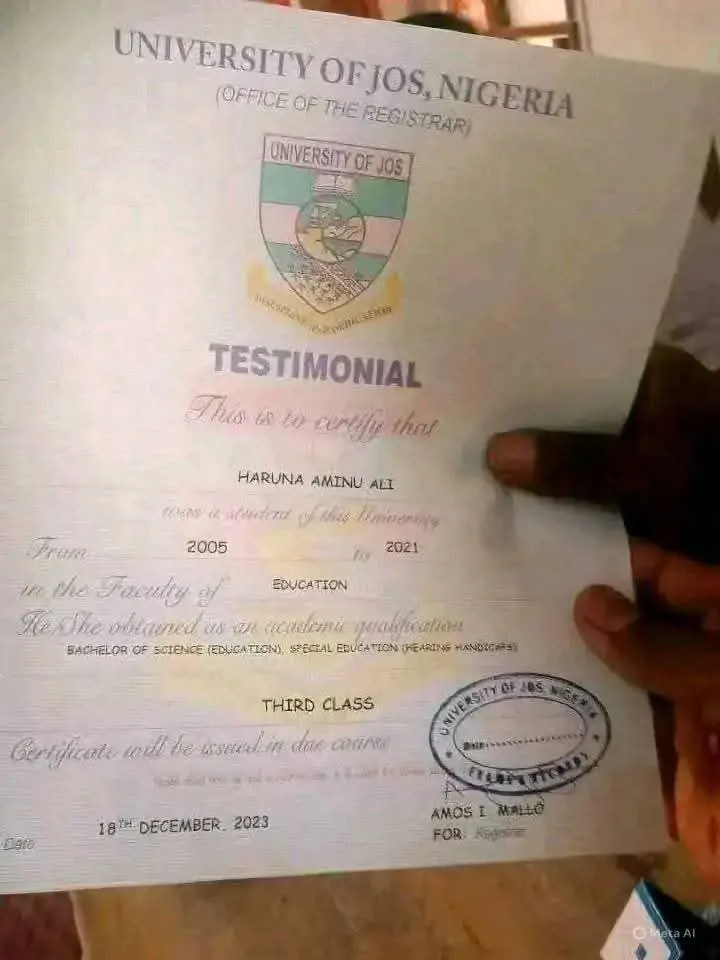 UNIVERSITY OF JOS, NIGERIA
(OFFICE OF THE REGISTRAR)
UNIVERSITY OF JOS
TESTIMONIAL
This is to certify that
HARUNA AMINU ALI
was a student of this University
From 2005 to 2021
in the Faculty of EDUCATION
He/She obtained as an academic qualification
BACHELOR OF SCIENCE (EDUCATION), SPECIAL EDUCATION (HEARING HANDICAPS)
THIRD CLASS
Certificate will be issued in due course
UNIVERSITY OF JOS, NIGERIA
Date
AMOS I. MALLO
FOR: Registrar
Date 18TH DECEMBER, 2023
Meta AI